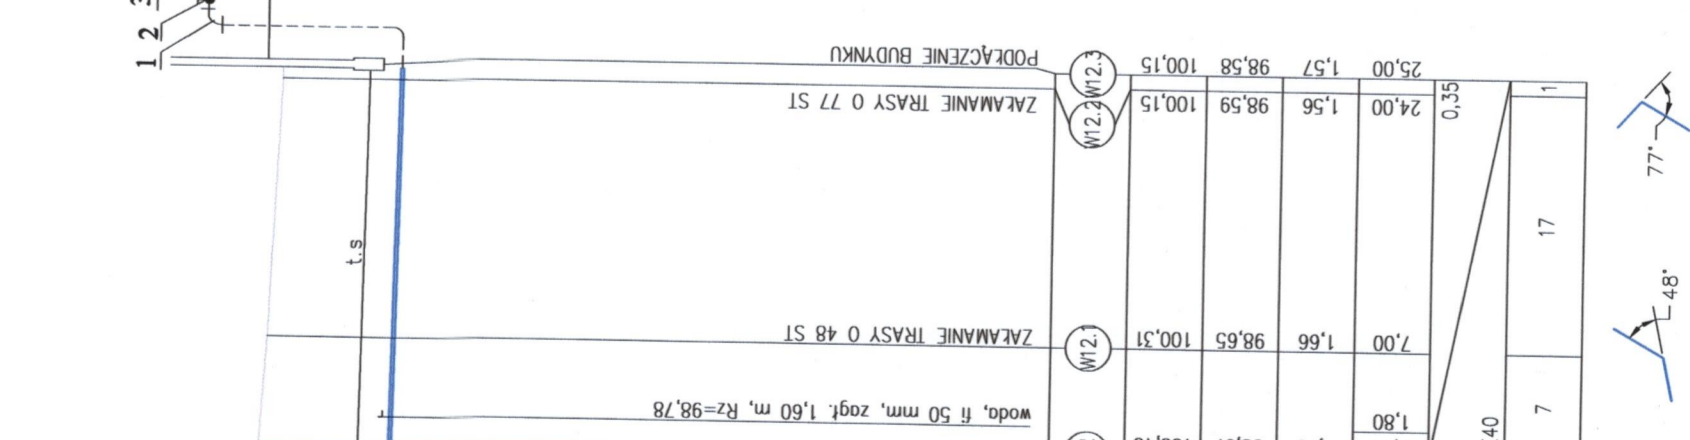 1 2 3
PODŁĄCZENIE BUDYNKU W12.3 100,15 98,58 1,57 25,00
ZAŁAMANIE TRASY O 77 ST W12.2 100,15 98,59 1,56 24,00
0,35
1
77°
t.s
17
ZAŁAMANIE TRASY O 48 ST W12.1 100,31 98,65 1,66 7,00
48°
woda, fi 50 mm, zagł. 1,60 m, Rz=98,78
1,80
7
40